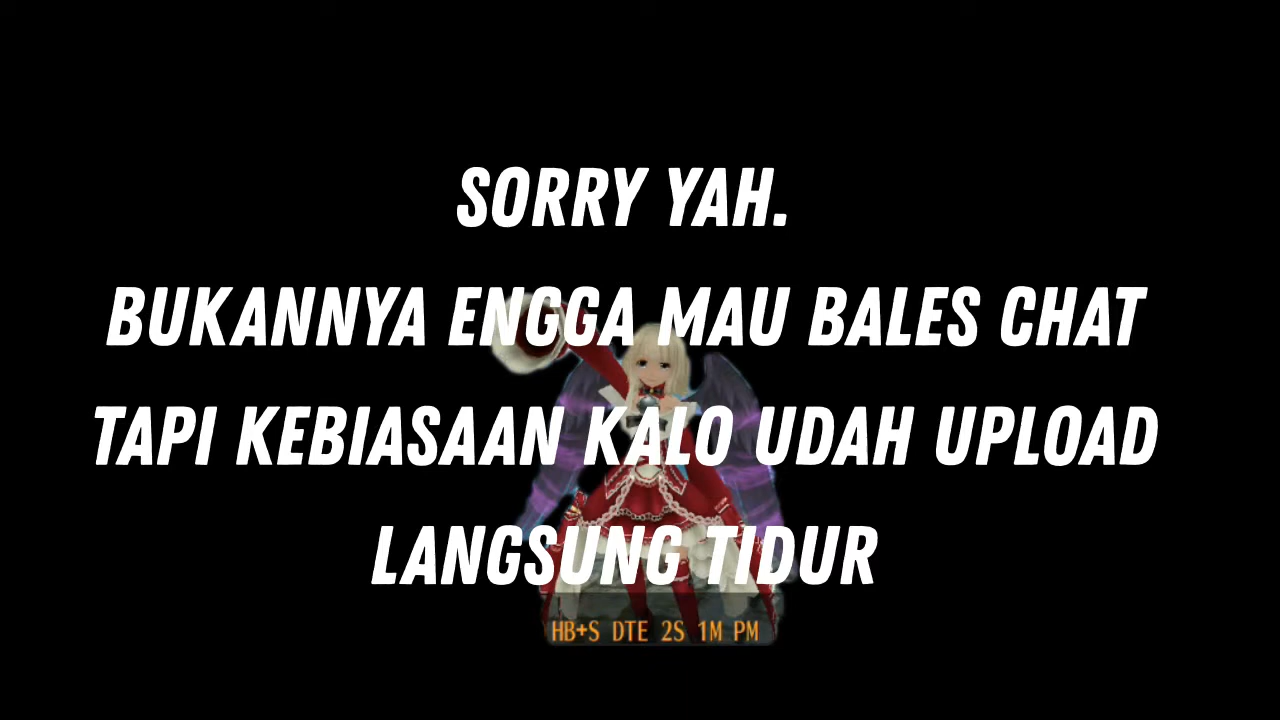 SORRY YAH.
BUKANNYA ENGGA MAU BALES CHAT
TAPI KEBIASAAN KALO UDAH UPLOAD
LANGSUNG TIDUR
HB+S DTE 2S 1M PM